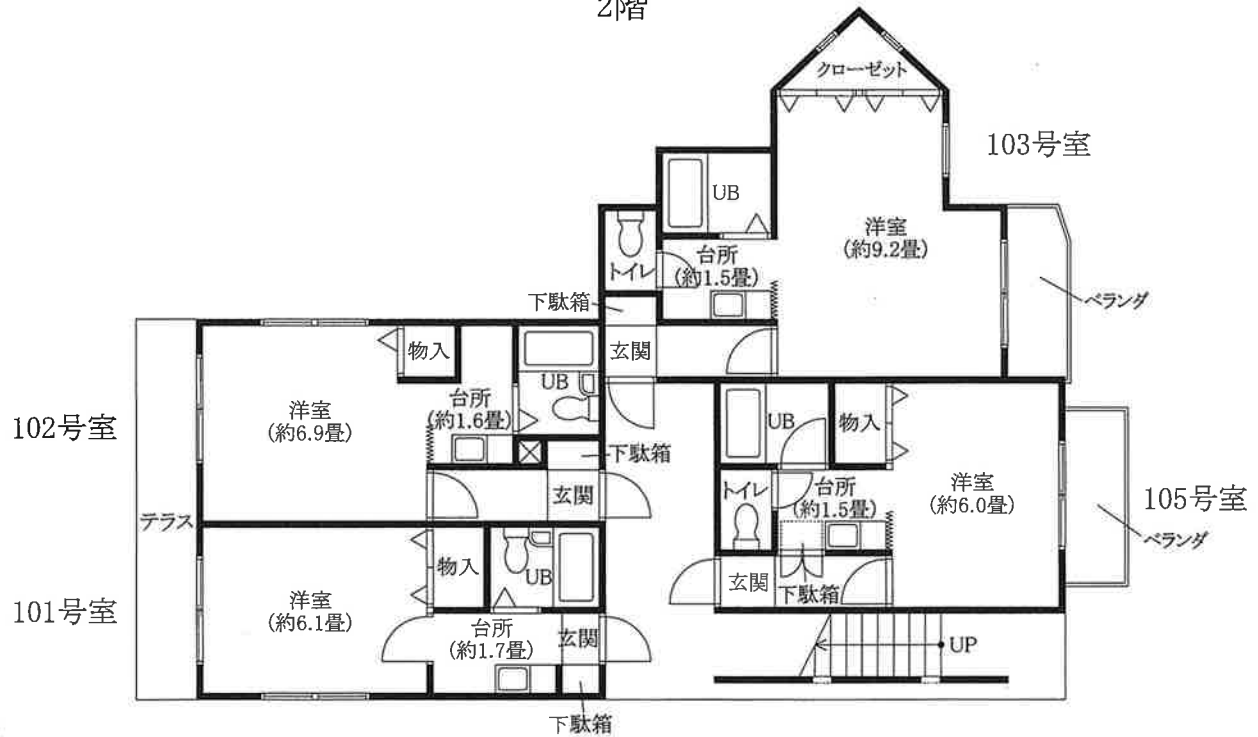 2階
クローゼット
103号室
UB
洋室
(約9.2畳)
台所
(約1.5畳)
トイレ
下駄箱
ベランダ
玄関
物入
UB
台所
(約1.6畳)
洋室
(約6.9畳)
102号室
下駄箱
玄関
UB
物入
トイレ
台所
(約1.5畳)
洋室
(約6.0畳)
105号室
ベランダ
玄関
下駄箱
テラス
物入
UB
洋室
(約6.1畳)
101号室
台所
(約1.7畳)
玄関
下駄箱
UP